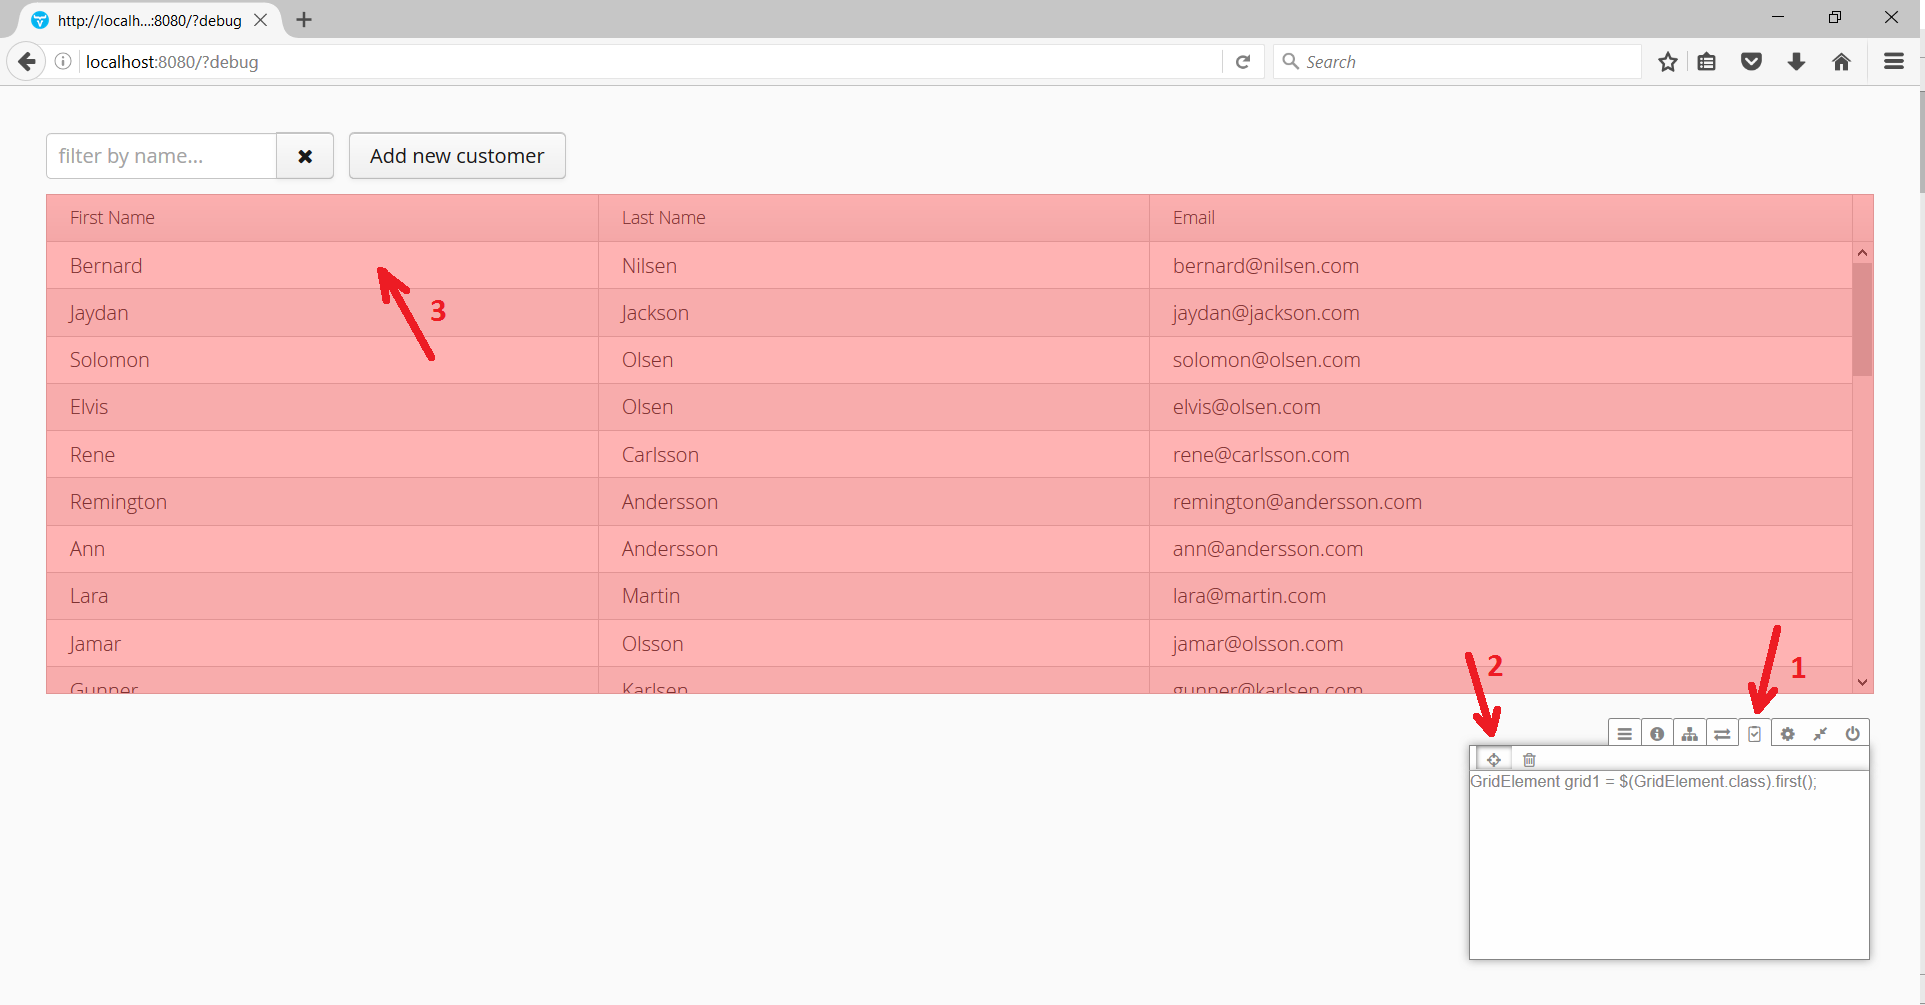 http://localh...:8080/?debug
localhost:8080/?debug
Search
filter by name...
Add new customer
First Name Last Name Email
Bernard Nilsen bernard@nilsen.com
3
Jaydan Jackson jaydan@jackson.com
Solomon Olsen solomon@olsen.com
Elvis Olsen elvis@olsen.com
Rene Carlsson rene@carlsson.com
Remington Andersson remington@andersson.com
Ann Andersson ann@andersson.com
Lara Martin lara@martin.com
Jamar Olsson jamar@olsson.com
2
1
Gunner Karlsen gunner@karlsen.com
GridElement grid1 = $(GridElement.class).first();